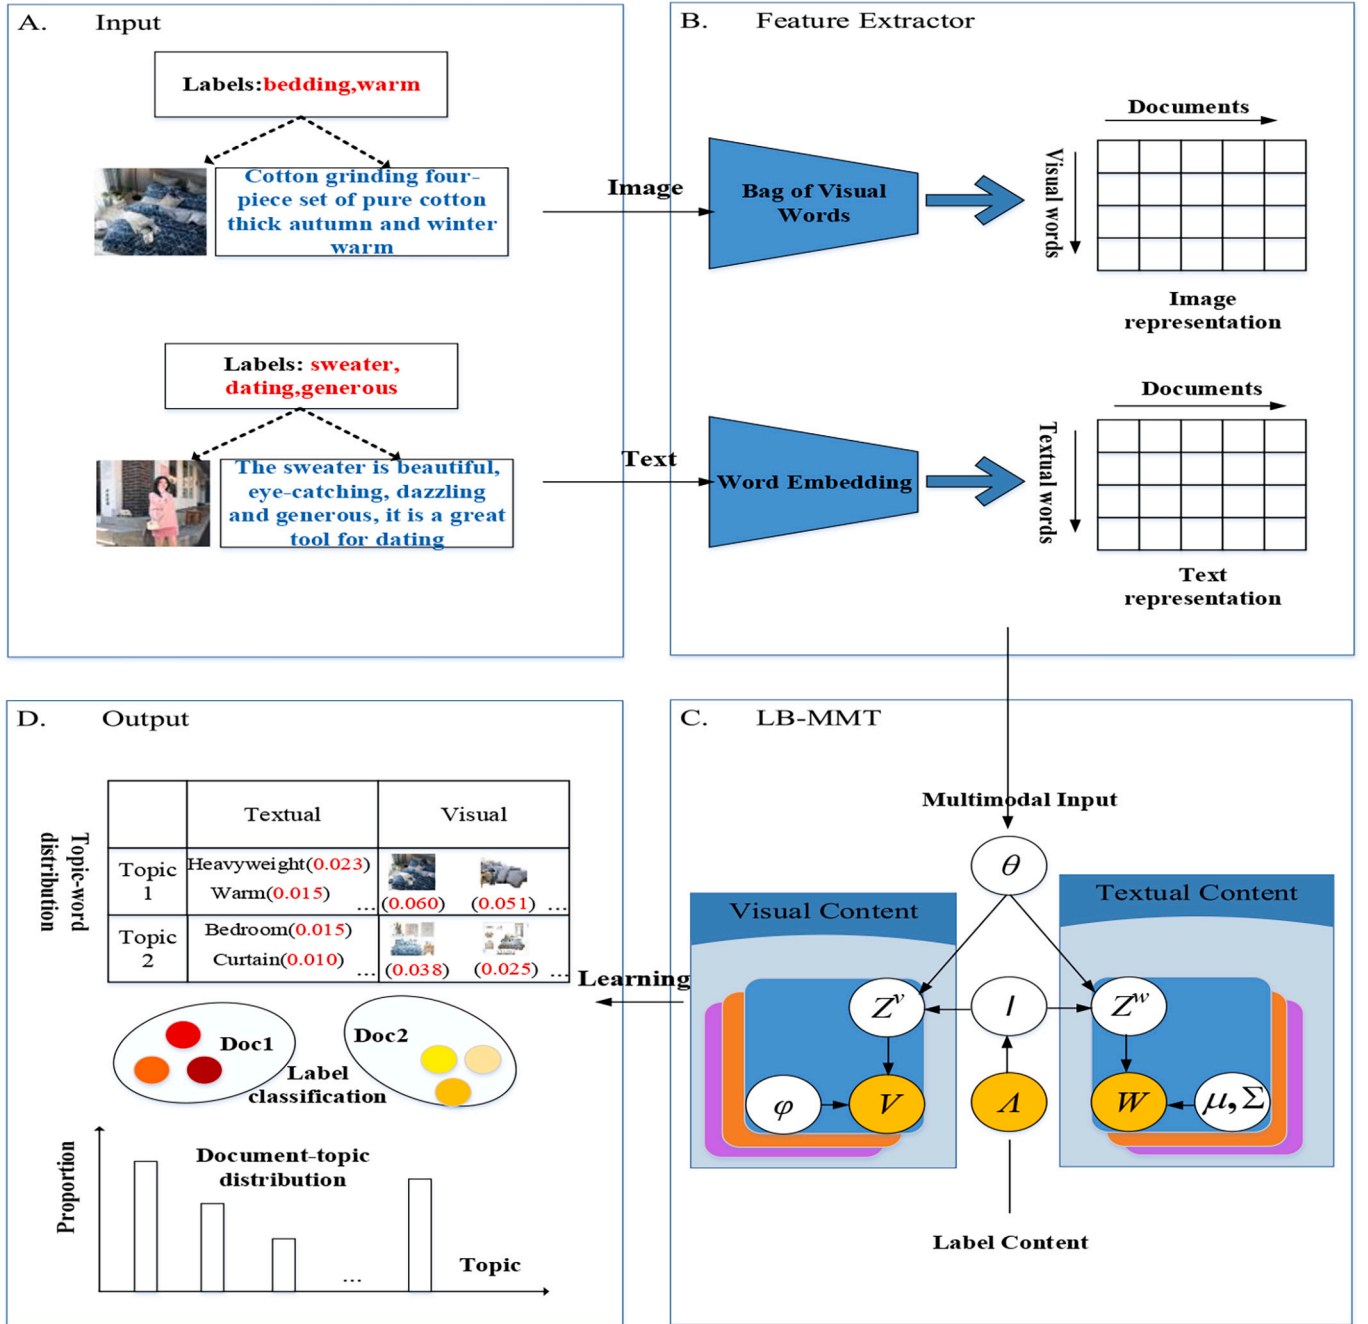 A. Input
Labels:bedding,warm
Cotton grinding four-
piece set of pure cotton
thick autumn and winter
warm
Labels: sweater,
dating,generous
The sweater is beautiful,
eye-catching, dazzling
and generous, it is a great
tool for dating
B. Feature Extractor
Image
Bag of Visual
Words
Documents
Visual words
Image
representation
Text
Word Embedding
Documents
Textual words
Text
representation
C. LB-MMT
Multimodal Input
θ
Visual Content
Textual Content
Z^v
l
Z^w
φ
V
Λ
W
μ, Σ
Label Content
Learning
D. Output
Topic-word
distribution
Textual Visual
Topic
1
Heavyweight(0.023)
Warm(0.015) ...
(0.060) (0.051) ...
Topic
2
Bedroom(0.015)
Curtain(0.010) ...
(0.038) (0.025) ...
Doc1
Doc2
Label
classification
Document-topic
distribution
Proportion
...
Topic